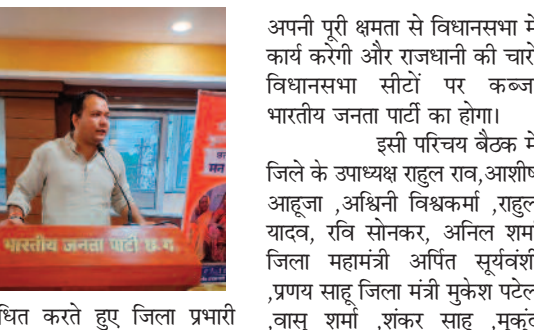 भारतीय जनता पार्टी छ.ग.
मन
धित करते हुए जिला प्रभारी
अपनी पूरी क्षमता से विधानसभा में
कार्य करेगी और राजधानी की चारो
विधानसभा सीटों पर कब्जा
भारतीय जनता पार्टी का होगा।
इसी परिचय बैठक में
जिले के उपाध्यक्ष राहुल राव,आशीष
आहूजा ,अश्विनी विश्वकर्मा ,राहुल
यादव, रवि सोनकर, अनिल शर्मा
जिला महामंत्री अर्पित सूर्यवंशी
,प्रणय साहू जिला मंत्री मुकेश पटेल
,वासु शर्मा ,शंकर साहू ,मुकुंद